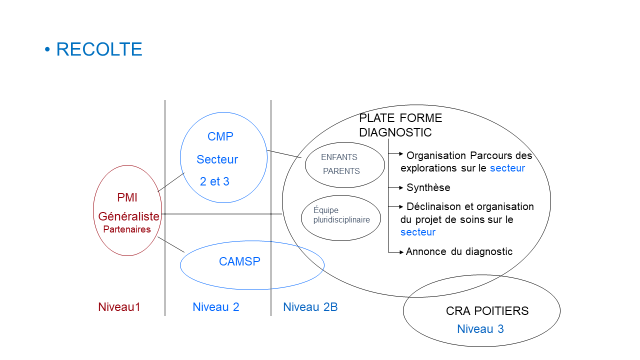 • RECOLTE
PLATE FORME
DIAGNOSTIC
CMP
Secteur
2 et 3
ENFANTS
PARENTS
Organisation Parcours des
explorations sur le secteur
Synthèse
PMI
Généraliste
Partenaires
Équipe
pluridisciplinaire
Déclinaison et organisation
du projet de soins sur le
secteur
Annonce du diagnostic
CAMSP
Niveau1
Niveau 2
Niveau 2B
CRA POITIERS
Niveau 3